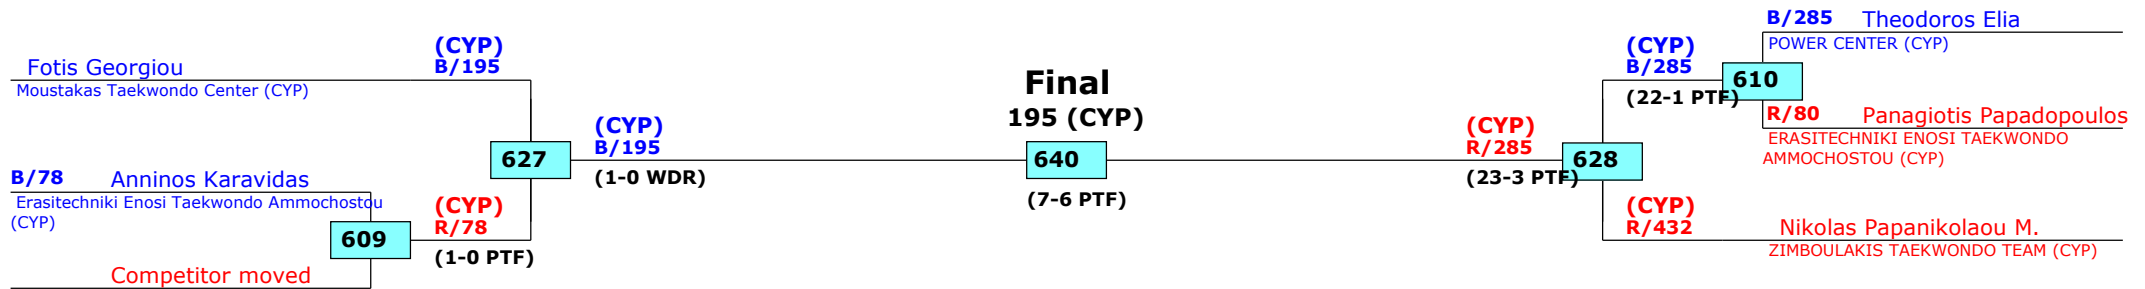 (CYP)
B/195
Fotis Georgiou
Moustakas Taekwondo Center (CYP)
627
(CYP)
B/195
(1-0 WDR)
B/78 Anninos Karavidas
Erasitechniki Enosi Taekwondo Ammochostou
(CYP)
609
(CYP)
R/78
(1-0 PTF)
Competitor moved
Final
195 (CYP)
640
(7-6 PTF)
(CYP)
R/285
(23-3 PTF)
628
(CYP)
B/285
(22-1 PTF)
610
B/285 Theodoros Elia
POWER CENTER (CYP)
R/80 Panagiotis Papadopoulos
ERASITECHNIKI ENOSI TAEKWONDO
AMMOCHOSTOU (CYP)
(CYP)
R/432
Nikolas Papanikolaou M.
ZIMBOULAKIS TAEKWONDO TEAM (CYP)